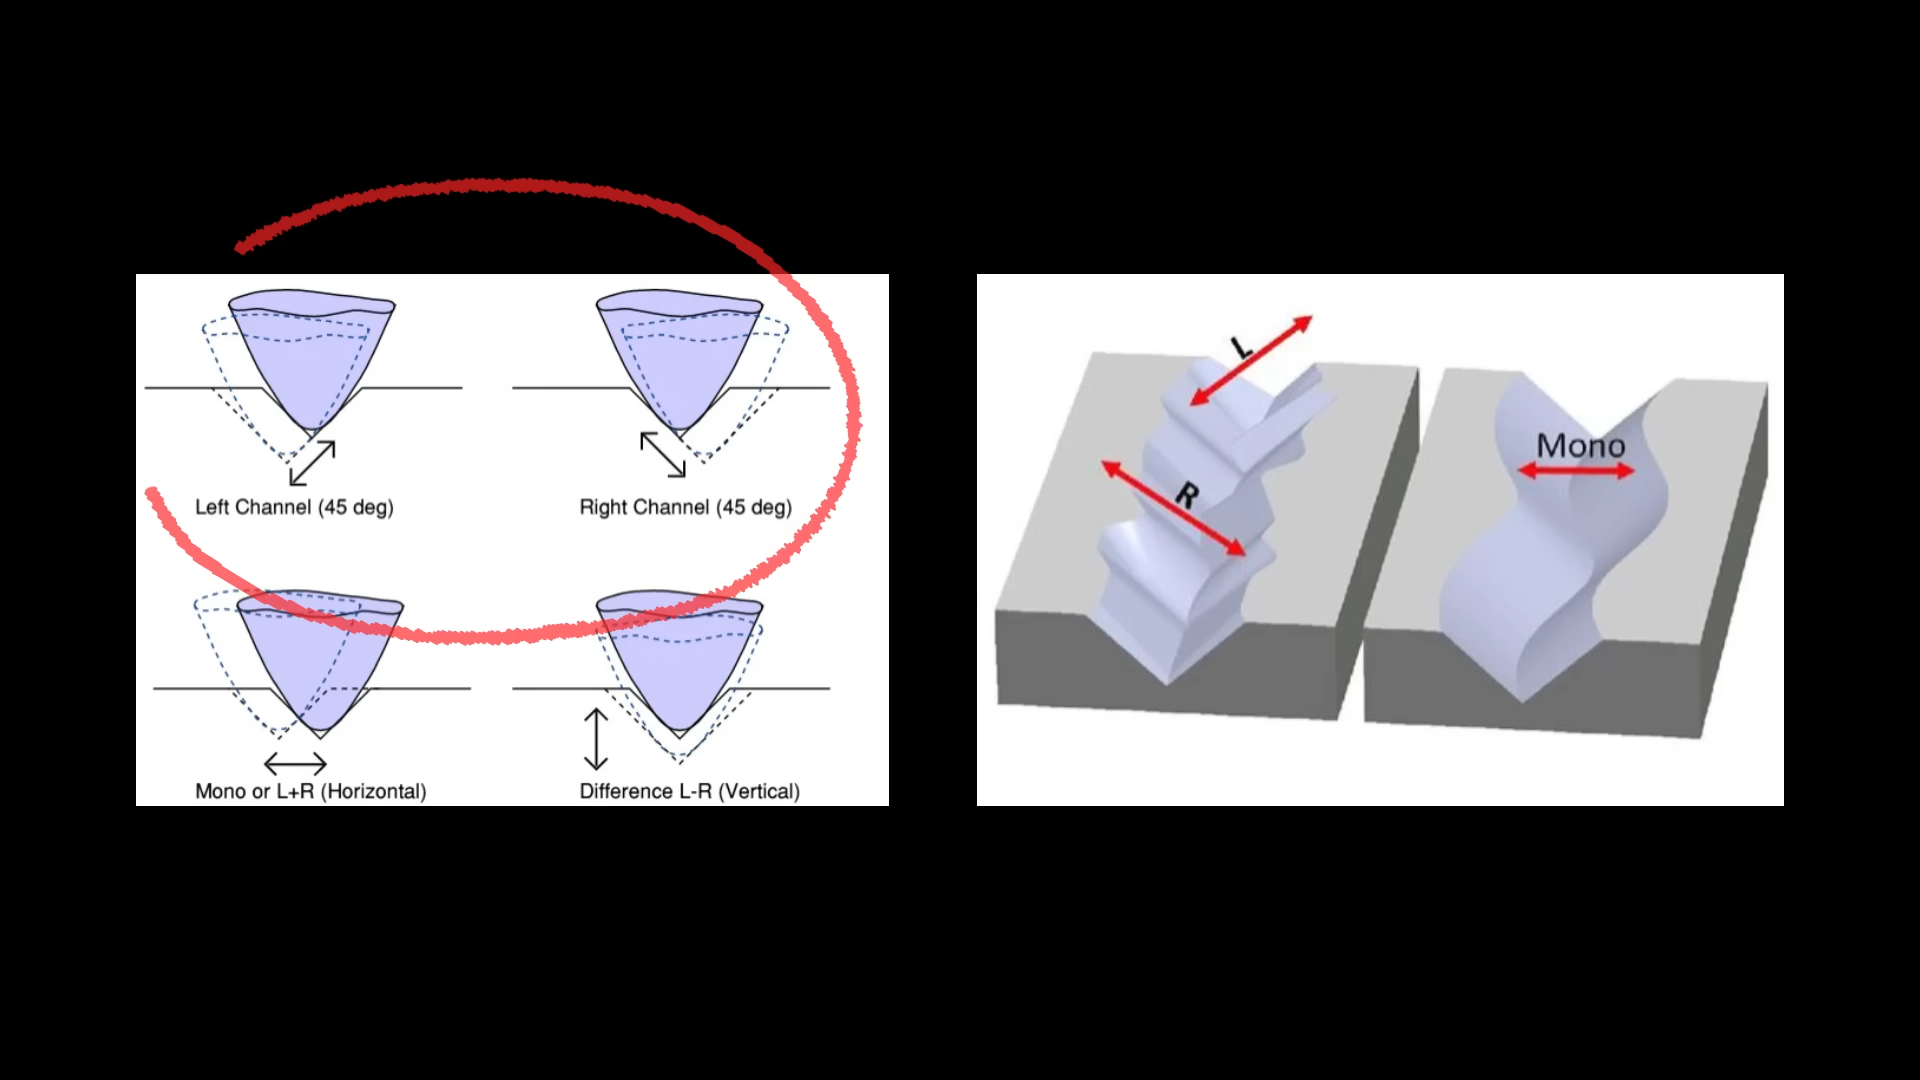 Left Channel (45 deg)
Right Channel (45 deg)
Mono or L+R (Horizontal)
Difference L-R (Vertical)
L
R
Mono